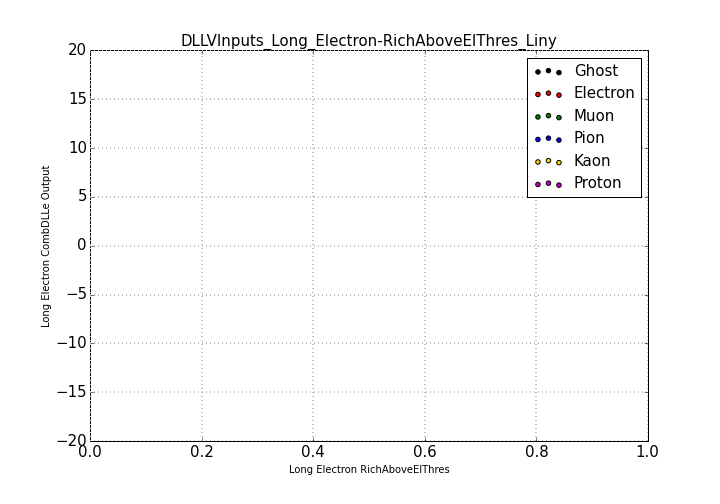 DLLVInputs_Long_Electron-RichAboveElThres_Liny
20
15
10
5
0
−5
−10
−15
−20
Long Electron CombDLLe Output
Ghost
Electron
Muon
Pion
Kaon
Proton
0.0 0.2 0.4 0.6 0.8 1.0
Long Electron RichAboveElThres